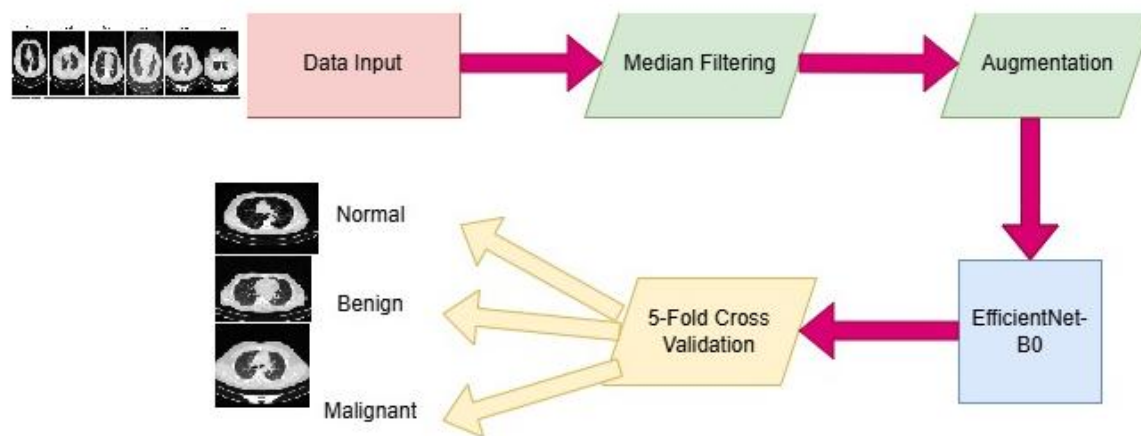 Data Input
Median Filtering
Augmentation
Normal
Benign
Malignant
5-Fold Cross
Validation
EfficientNet-
B0